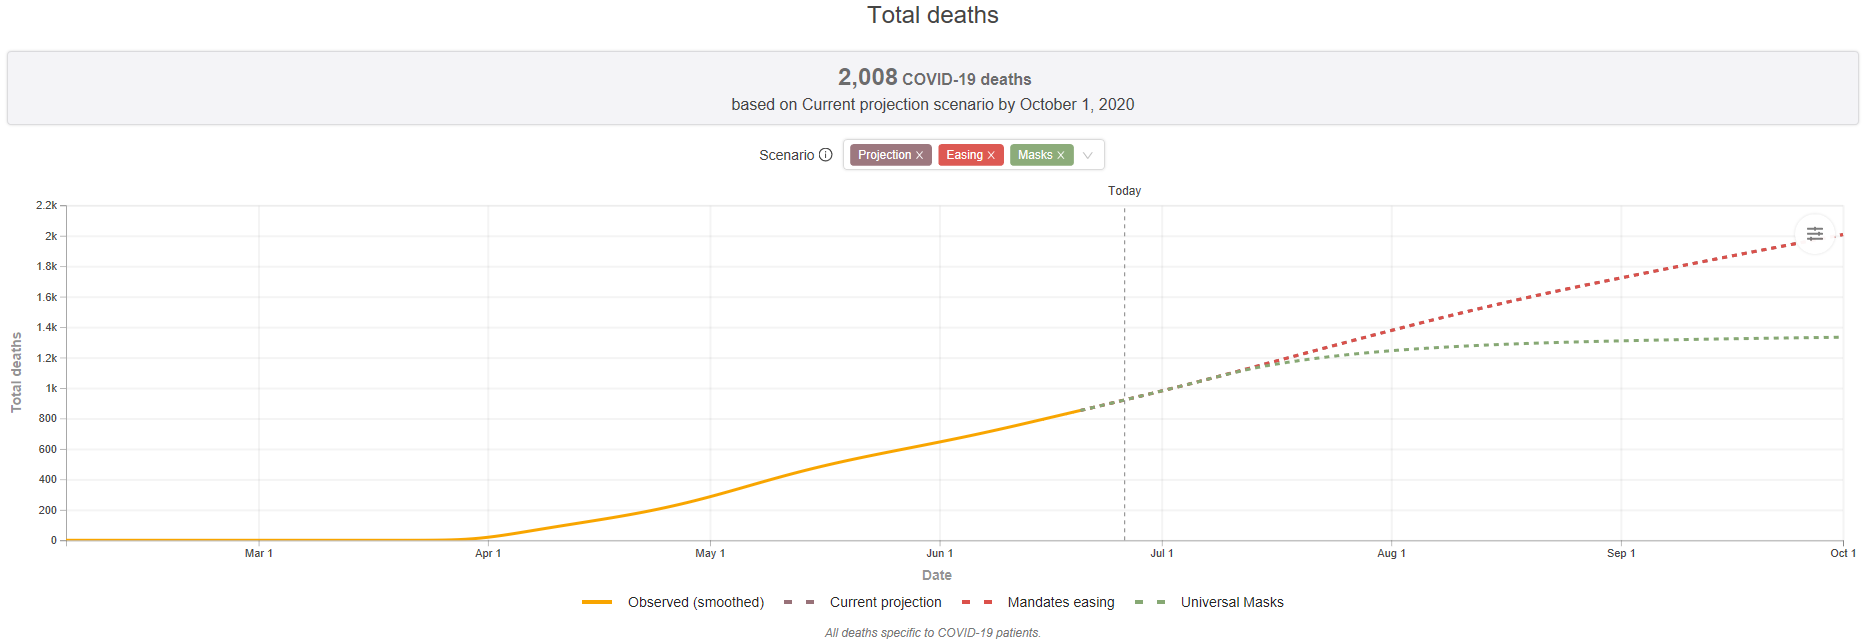 Total deaths
2,008 COVID-19 deaths
based on Current projection scenario by October 1, 2020
Scenario Projection X Easing X Masks X
Today
2.2k
2k
1.8k
1.6k
1.4k
1.2k
1k
800
600
400
200
0
Total deaths
Mar 1 Apr 1 May 1 Jun 1 Jul 1 Aug 1 Sep 1 Oct 1
Date
Observed (smoothed) Current projection Mandates easing Universal Masks
All deaths specific to COVID-19 patients.